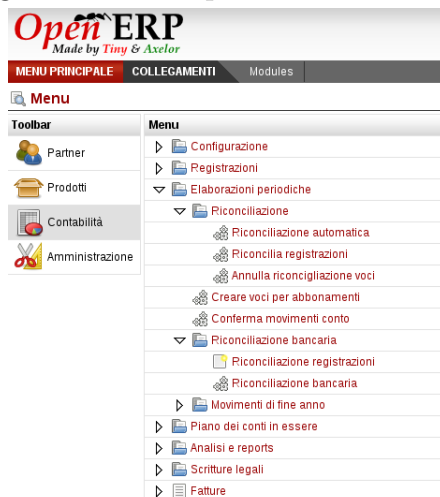 Open ERP
Made by Tiny & Axelor
MENU PRINCIPALE COLLEGAMENTI Modules
Menu
Toolbar
Partner
Prodotti
Contabilità
Amministrazione
Menu
Configurazione
Registrazioni
Elaborazioni periodiche
Riconciliazione
Riconciliazione automatica
Riconcilia registrazioni
Annulla riconcigliazione voci
Creare voci per abbonamenti
Conferma movimenti conto
Riconciliazione bancaria
Riconciliazione registrazioni
Riconciliazione bancaria
Movimenti di fine anno
Piano dei conti in essere
Analisi e reports
Scritture legali
Fatture